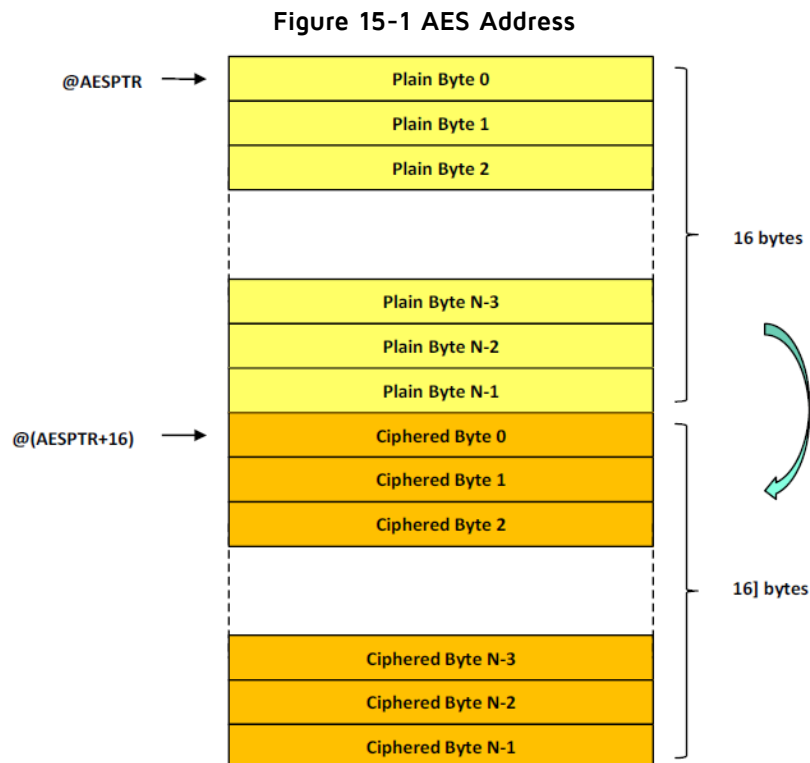 Figure 15-1 AES Address
@AESPTR
Plain Byte 0
Plain Byte 1
Plain Byte 2
16 bytes
Plain Byte N-3
Plain Byte N-2
Plain Byte N-1
@(AESPTR+16)
Ciphered Byte 0
Ciphered Byte 1
Ciphered Byte 2
16] bytes
Ciphered Byte N-3
Ciphered Byte N-2
Ciphered Byte N-1